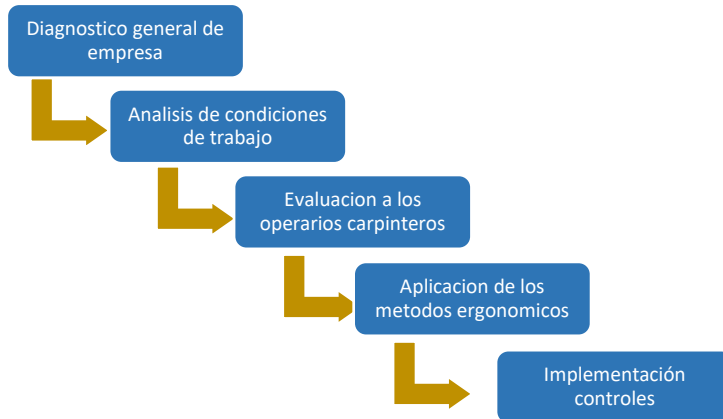 Diagnostico general de
empresa
Analisis de condiciones
de trabajo
Evaluacion a los
operarios carpinteros
Aplicacion de los
metodos ergonomicos
Implementación
controles